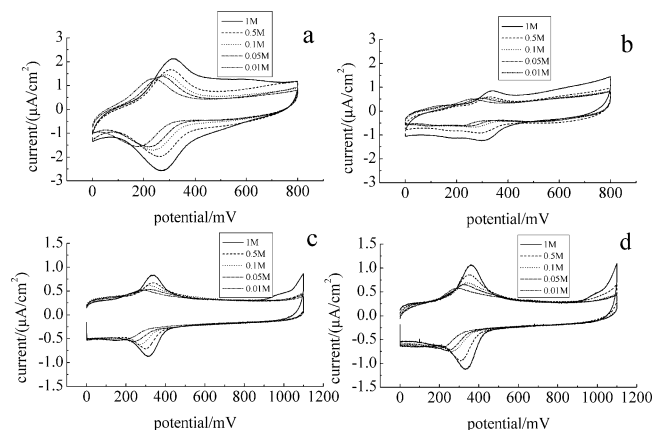 a
1M
0.5M
0.1M
0.05M
0.01M
3
2
1
0
-1
-2
-3
current/(μA/cm²)
0 200 400 600 800
potential/mV
b
1M
0.5M
0.1M
0.05M
0.01M
3
2
1
0
-1
-2
-3
current/(μA/cm²)
0 200 400 600 800
potential/mV
c
1M
0.5M
0.1M
0.05M
0.01M
1.5
1.0
0.5
0.0
-0.5
-1.0
-1.5
current/(μA/cm²)
0 200 400 600 800 1000 1200
potential/mV
d
1M
0.5M
0.1M
0.05M
0.01M
1.5
1.0
0.5
0.0
-0.5
-1.0
-1.5
current/(μA/cm²)
0 200 400 600 800 1000 1200
potential/mV